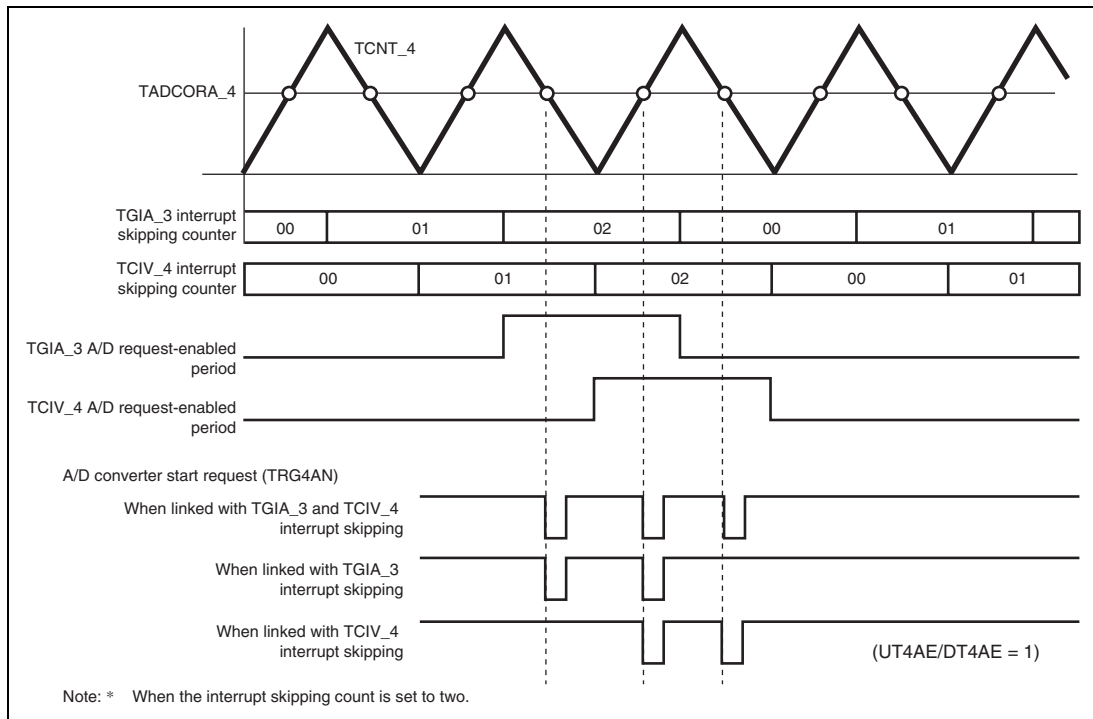 TCNT_4
TADCORA_4
TGIA_3 interrupt
skipping counter
00 01 02 00 01
TCIV_4 interrupt
skipping counter
00 01 02 00 01
TGIA_3 A/D request-enabled
period
TCIV_4 A/D request-enabled
period
A/D converter start request (TRG4AN)
When linked with TGIA_3 and TCIV_4
interrupt skipping
When linked with TGIA_3
interrupt skipping
When linked with TCIV_4
interrupt skipping
(UT4AE/DT4AE = 1)
Note: * When the interrupt skipping count is set to two.